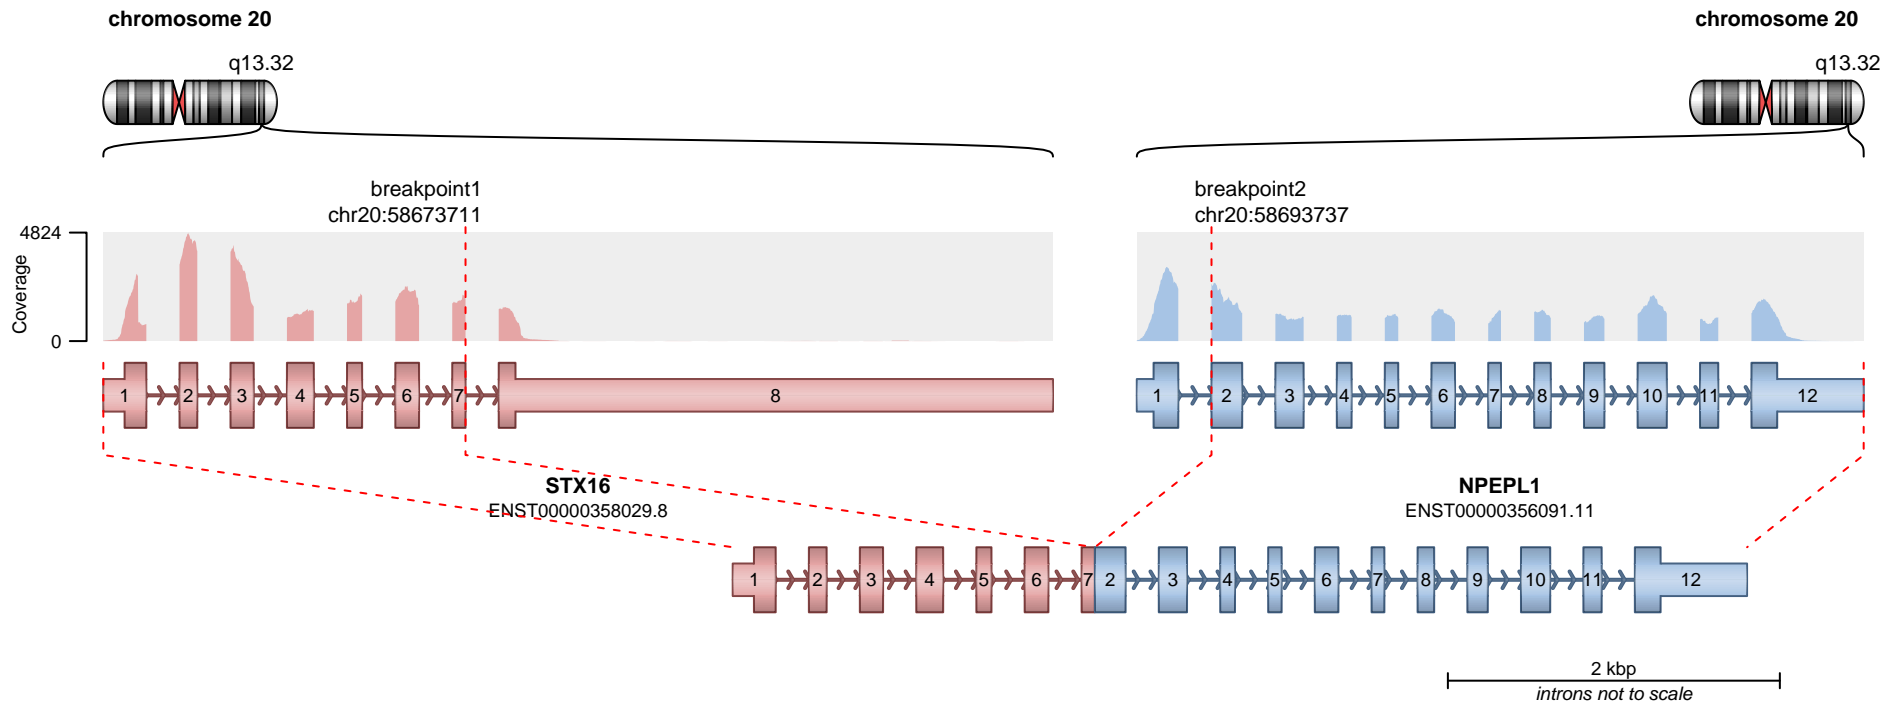 chromosome 20
chromosome 20
q13.32
q13.32
breakpoint1
chr20:58673711
breakpoint2
chr20:58693737
4824
Coverage
0
1 2 3 4 5 6 7 8
1 2 3 4 5 6 7 8 9 10 11 12
STX16
ENST00000358029.8
NPEPL1
ENST00000356091.11
1 2 3 4 5 6 7 2 3 4 5 6 7 8 9 10 11 12
2 kbp
introns not to scale